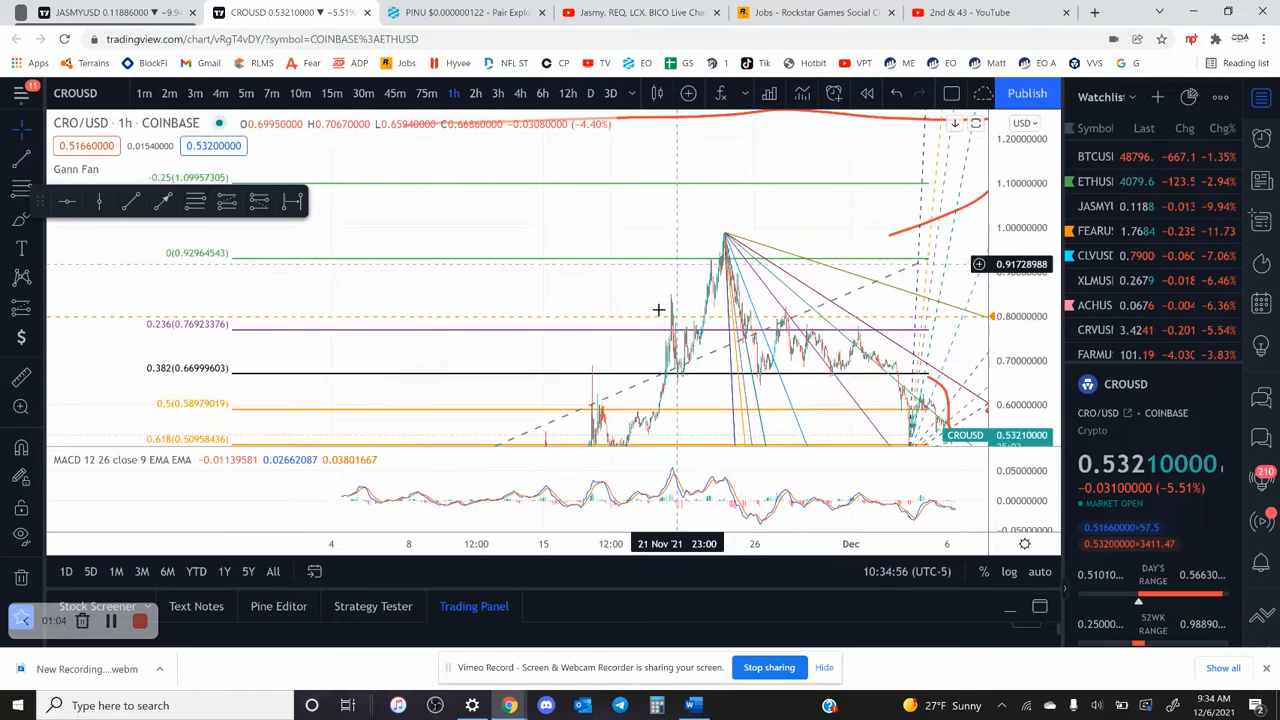 JASMYUSD 0.11886000 ▼ −9.9
CROUSD 0.53210000 ▼ −5.51%
PINU $0.000000122 - Pair Explo
Jasmy, REQ, LCX, BICO Live Cha
Jobs - Rockstar Games Social C
2nd & 43 - YouTube
tradingview.com/chart/vRgT4vDY/?symbol=COINBASE%3AETHUSD
Apps Terrains BlockFi Gmail RLMS Fear ADP Jobs Hyvee NFL ST CP TV EO GS 1 Tik Hotbit VPT ME EO EO A VVS G Reading list
11 CROUSD 1m 2m 3m 4m 5m 7m 10m 15m 30m 45m 75m 1h 2h 3h 4h 6h 12h D 3D Publish
Watchlist
CRO/USD · 1h · COINBASE O0.69950000 H0.70670000 L0.65940000 C0.66860000 −0.03080000 (−4.40%)
USD
0.51660000 0.01540000 0.53200000
Gann Fan
-0.25(1.09957305)
0(0.92964543)
0.236(0.76923376)
0.382(0.66999603)
0.5(0.58979019)
0.618(0.50958436)
1.20000000
1.10000000
1.00000000
0.91728988
0.80000000
0.70000000
0.60000000
CROUSD 0.53210000
MACD 12 26 close 9 EMA EMA −0.01139581 0.02662087 0.03801667
0.05000000
0.00000000
-0.05000000
4 8 12:00 15 12:00 21 Nov '21 23:00 26 Dec 6
1D 5D 1M 3M 6M YTD 1Y 5Y All
10:34:56 (UTC-5) % log auto
Stock Screener Text Notes Pine Editor Strategy Tester Trading Panel
01:04
Symbol Last Chg Chg%
BTCUS 48796. -667.1 −1.35%
ETHUS 4079.6 -123.5 −2.94%
JASMY 0.1188 -0.013 −9.94%
FEARU 1.7684 -0.235 −11.73
CLVUS 0.7900 -0.060 −7.06%
XLMUS 0.2679 -0.018 −6.46%
ACHUS 0.0676 -0.004 −6.36%
CRVUS 3.4241 -0.201 −5.54%
FARMU 101.19 -4.030 −3.83%
CROUSD
CRO/USD · COINBASE
Crypto
0.53210000
−0.03100000 (−5.51%)
MARKET OPEN
0.51660000×57.5
0.53200000×3411.47
0.51010... DAY'S RANGE 0.56630...
0.25000... 52WK RANGE 0.98890...
210
New Recording....webm
Vimeo Record - Screen & Webcam Recorder is sharing your screen.
Stop sharing
Hide
Show all
Type here to search
27°F Sunny
9:34 AM
12/6/2021
2